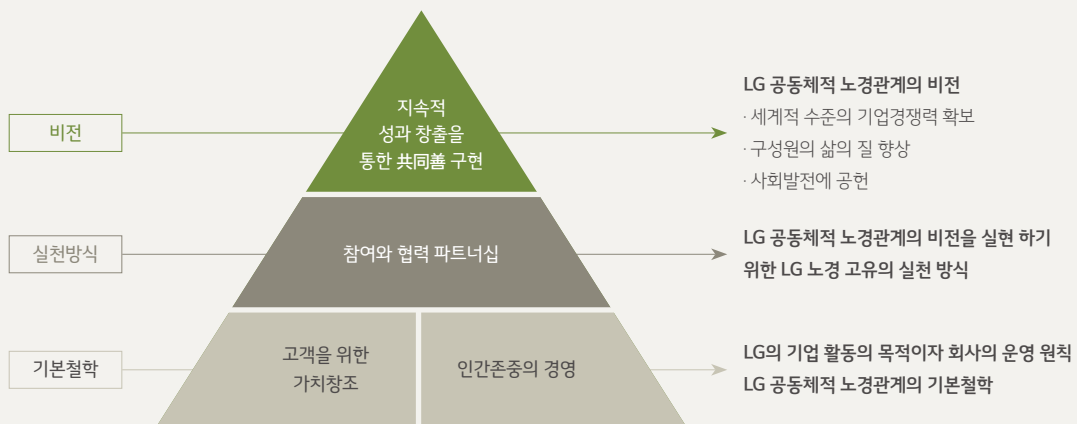 비전
지속적
성과 창출을
통한 共同善 구현
LG 공동체적 노경관계의 비전
· 세계적 수준의 기업경쟁력 확보
· 구성원의 삶의 질 향상
· 사회발전에 공헌
실천방식
참여와 협력 파트너십
LG 공동체적 노경관계의 비전을 실현 하기
위한 LG 노경 고유의 실천 방식
기본철학
고객을 위한
가치창조
인간존중의 경영
LG의 기업 활동의 목적이자 회사의 운영 원칙
LG 공동체적 노경관계의 기본철학